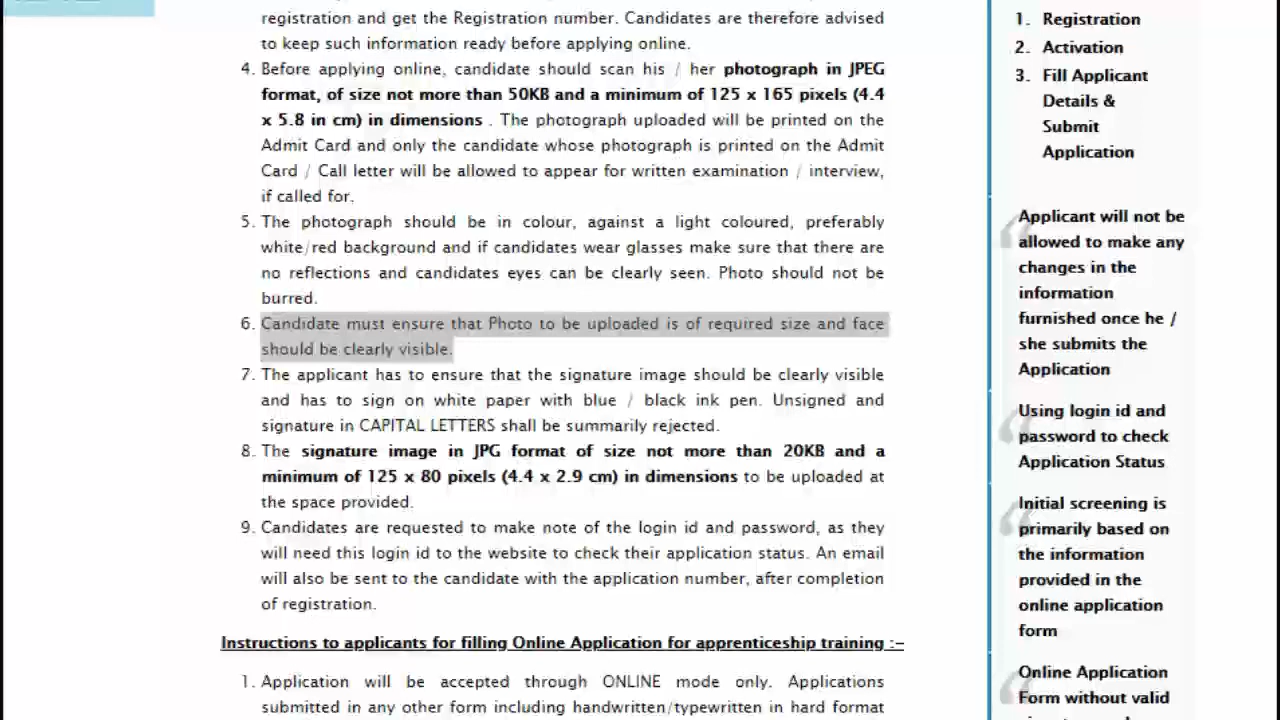 registration and get the Registration number. Candidates are therefore advised
to keep such information ready before applying online.
4. Before applying online, candidate should scan his / her photograph in JPEG
format, of size not more than 50KB and a minimum of 125 x 165 pixels (4.4
x 5.8 in cm) in dimensions . The photograph uploaded will be printed on the
Admit Card and only the candidate whose photograph is printed on the Admit
Card / Call letter will be allowed to appear for written examination / interview,
if called for.
5. The photograph should be in colour, against a light coloured, preferably
white/red background and if candidates wear glasses make sure that there are
no reflections and candidates eyes can be clearly seen. Photo should not be
burred.
6. Candidate must ensure that Photo to be uploaded is of required size and face
should be clearly visible.
7. The applicant has to ensure that the signature image should be clearly visible
and has to sign on white paper with blue / black ink pen. Unsigned and
signature in CAPITAL LETTERS shall be summarily rejected.
8. The signature image in JPG format of size not more than 20KB and a
minimum of 125 x 80 pixels (4.4 x 2.9 cm) in dimensions to be uploaded at
the space provided.
9. Candidates are requested to make note of the login id and password, as they
will need this login id to the website to check their application status. An email
will also be sent to the candidate with the application number, after completion
of registration.
Instructions to applicants for filling Online Application for apprenticeship training :-
1. Application will be accepted through ONLINE mode only. Applications
submitted in any other form including handwritten/typewritten in hard format
1. Registration
2. Activation
3. Fill Applicant
Details &
Submit
Application
Applicant will not be
allowed to make any
changes in the
information
furnished once he /
she submits the
Application
Using login id and
password to check
Application Status
Initial screening is
primarily based on
the information
provided in the
online application
form
Online Application
Form without valid